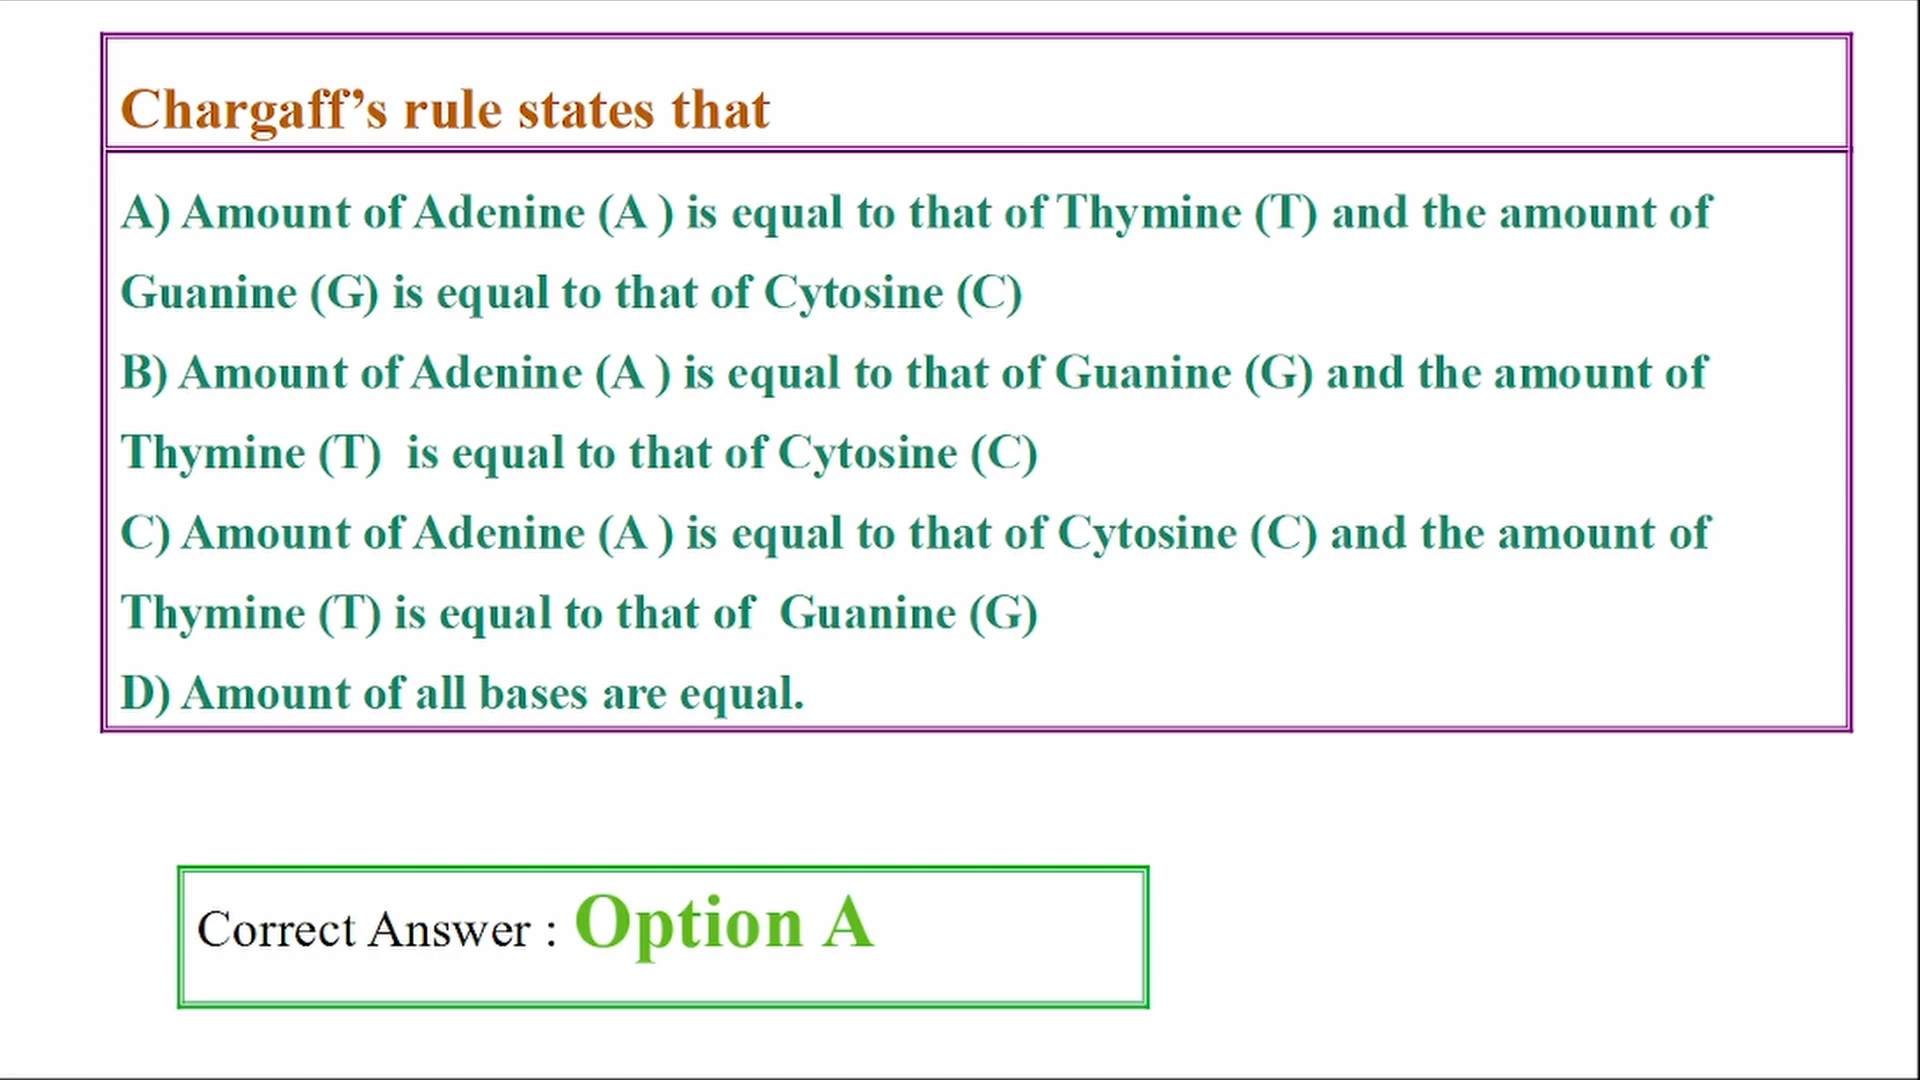 Chargaff’s rule states that
A) Amount of Adenine (A ) is equal to that of Thymine (T) and the amount of
Guanine (G) is equal to that of Cytosine (C)
B) Amount of Adenine (A ) is equal to that of Guanine (G) and the amount of
Thymine (T)  is equal to that of Cytosine (C)
C) Amount of Adenine (A ) is equal to that of Cytosine (C) and the amount of
Thymine (T) is equal to that of  Guanine (G)
D) Amount of all bases are equal.
Correct Answer : Option A